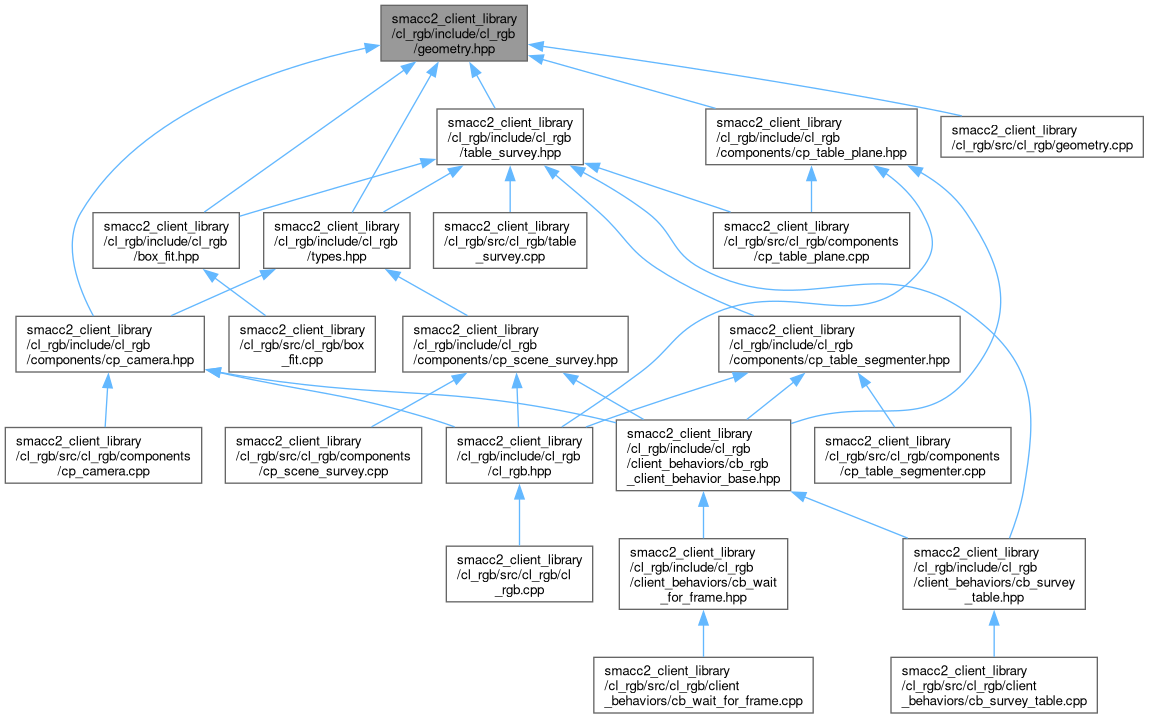 smacc2_client_library
/cl_rgb/include/cl_rgb
/geometry.hpp
smacc2_client_library
/cl_rgb/include/cl_rgb
/table_survey.hpp
smacc2_client_library
/cl_rgb/include/cl_rgb
/components/cp_table_plane.hpp
smacc2_client_library
/cl_rgb/src/cl_rgb/geometry.cpp
smacc2_client_library
/cl_rgb/include/cl_rgb
/box_fit.hpp
smacc2_client_library
/cl_rgb/include/cl_rgb
/types.hpp
smacc2_client_library
/cl_rgb/src/cl_rgb/table
_survey.cpp
smacc2_client_library
/cl_rgb/src/cl_rgb/components
/cp_table_plane.cpp
smacc2_client_library
/cl_rgb/include/cl_rgb
/components/cp_camera.hpp
smacc2_client_library
/cl_rgb/src/cl_rgb/box
_fit.cpp
smacc2_client_library
/cl_rgb/include/cl_rgb
/components/cp_scene_survey.hpp
smacc2_client_library
/cl_rgb/include/cl_rgb
/components/cp_table_segmenter.hpp
smacc2_client_library
/cl_rgb/src/cl_rgb/components
/cp_camera.cpp
smacc2_client_library
/cl_rgb/src/cl_rgb/components
/cp_scene_survey.cpp
smacc2_client_library
/cl_rgb/include/cl_rgb
/cl_rgb.hpp
smacc2_client_library
/cl_rgb/include/cl_rgb
/client_behaviors/cb_rgb
_client_behavior_base.hpp
smacc2_client_library
/cl_rgb/src/cl_rgb/components
/cp_table_segmenter.cpp
smacc2_client_library
/cl_rgb/src/cl_rgb/cl
_rgb.cpp
smacc2_client_library
/cl_rgb/include/cl_rgb
/client_behaviors/cb_wait
_for_frame.hpp
smacc2_client_library
/cl_rgb/include/cl_rgb
/client_behaviors/cb_survey
_table.hpp
smacc2_client_library
/cl_rgb/src/cl_rgb/client
_behaviors/cb_wait_for_frame.cpp
smacc2_client_library
/cl_rgb/src/cl_rgb/client
_behaviors/cb_survey_table.cpp